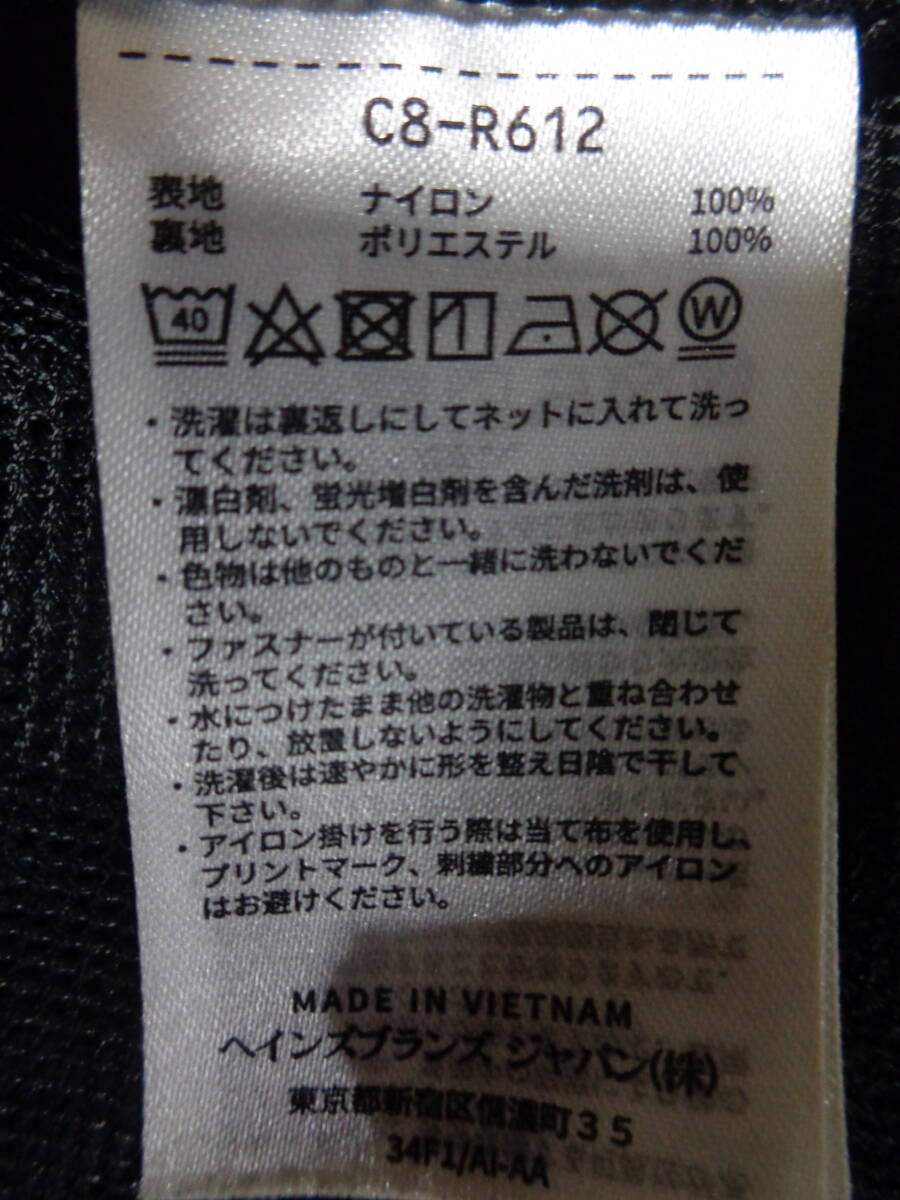 C8-R612
表地 ナイロン 100%
裏地 ポリエステル 100%
40 W
・洗濯は裏返しにしてネットに入れて洗っ
てください。
・漂白剤、蛍光増白剤を含んだ洗剤は、使
用しないでください。
・色物は他のものと一緒に洗わないでくだ
さい。
・ファスナーが付いている製品は、閉じて
洗ってください。
・水につけたまま他の洗濯物と重ね合わせ
たり、放置しないようにしてください。
・洗濯後は速やかに形を整え日陰で干して
下さい。
・アイロン掛けを行う際は当て布を使用し、
プリントマーク、刺繍部分へのアイロン
はお避けください。
MADE IN VIETNAM
ヘインズブランズ ジャパン(株)
東京都新宿区信濃町35
34F1/AI-AA